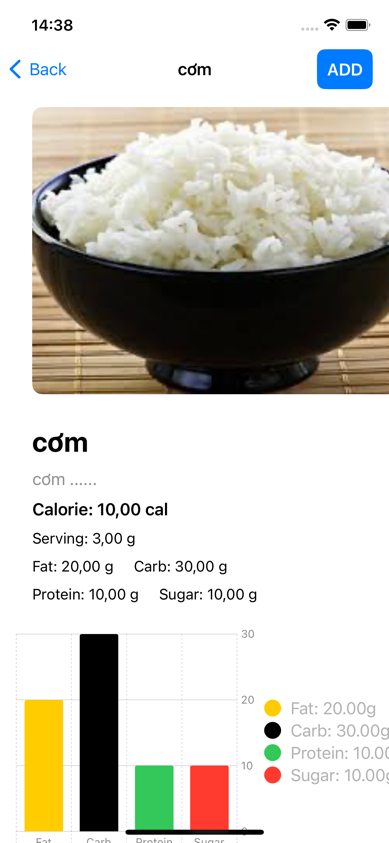 14:38
Back
cơm
ADD
cơm
cơm ......
Calorie: 10,00 cal
Serving: 3,00 g
Fat: 20,00 g Carb: 30,00 g
Protein: 10,00 g Sugar: 10,00 g
30
20
10
Fat: 20.00g
Carb: 30.00g
Protein: 10.00
Sugar: 10.00g
Fat Carb Protein Sugar